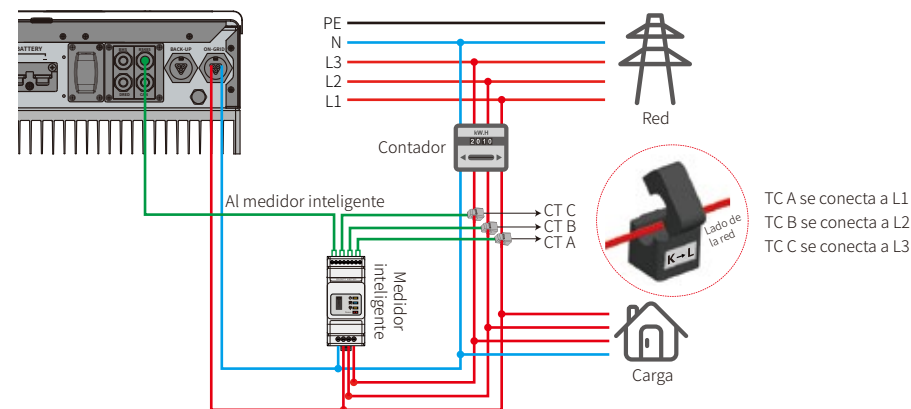 BATTERY
BACK-UP
ON-GRID
PE
N
L3
L2
L1
Red
kW.H
2010
Contador
Al medidor inteligente
CT C
CT B
CT A
Lado de
la red
K→L
TC A se conecta a L1
TC B se conecta a L2
TC C se conecta a L3
Medidor
inteligente
Carga